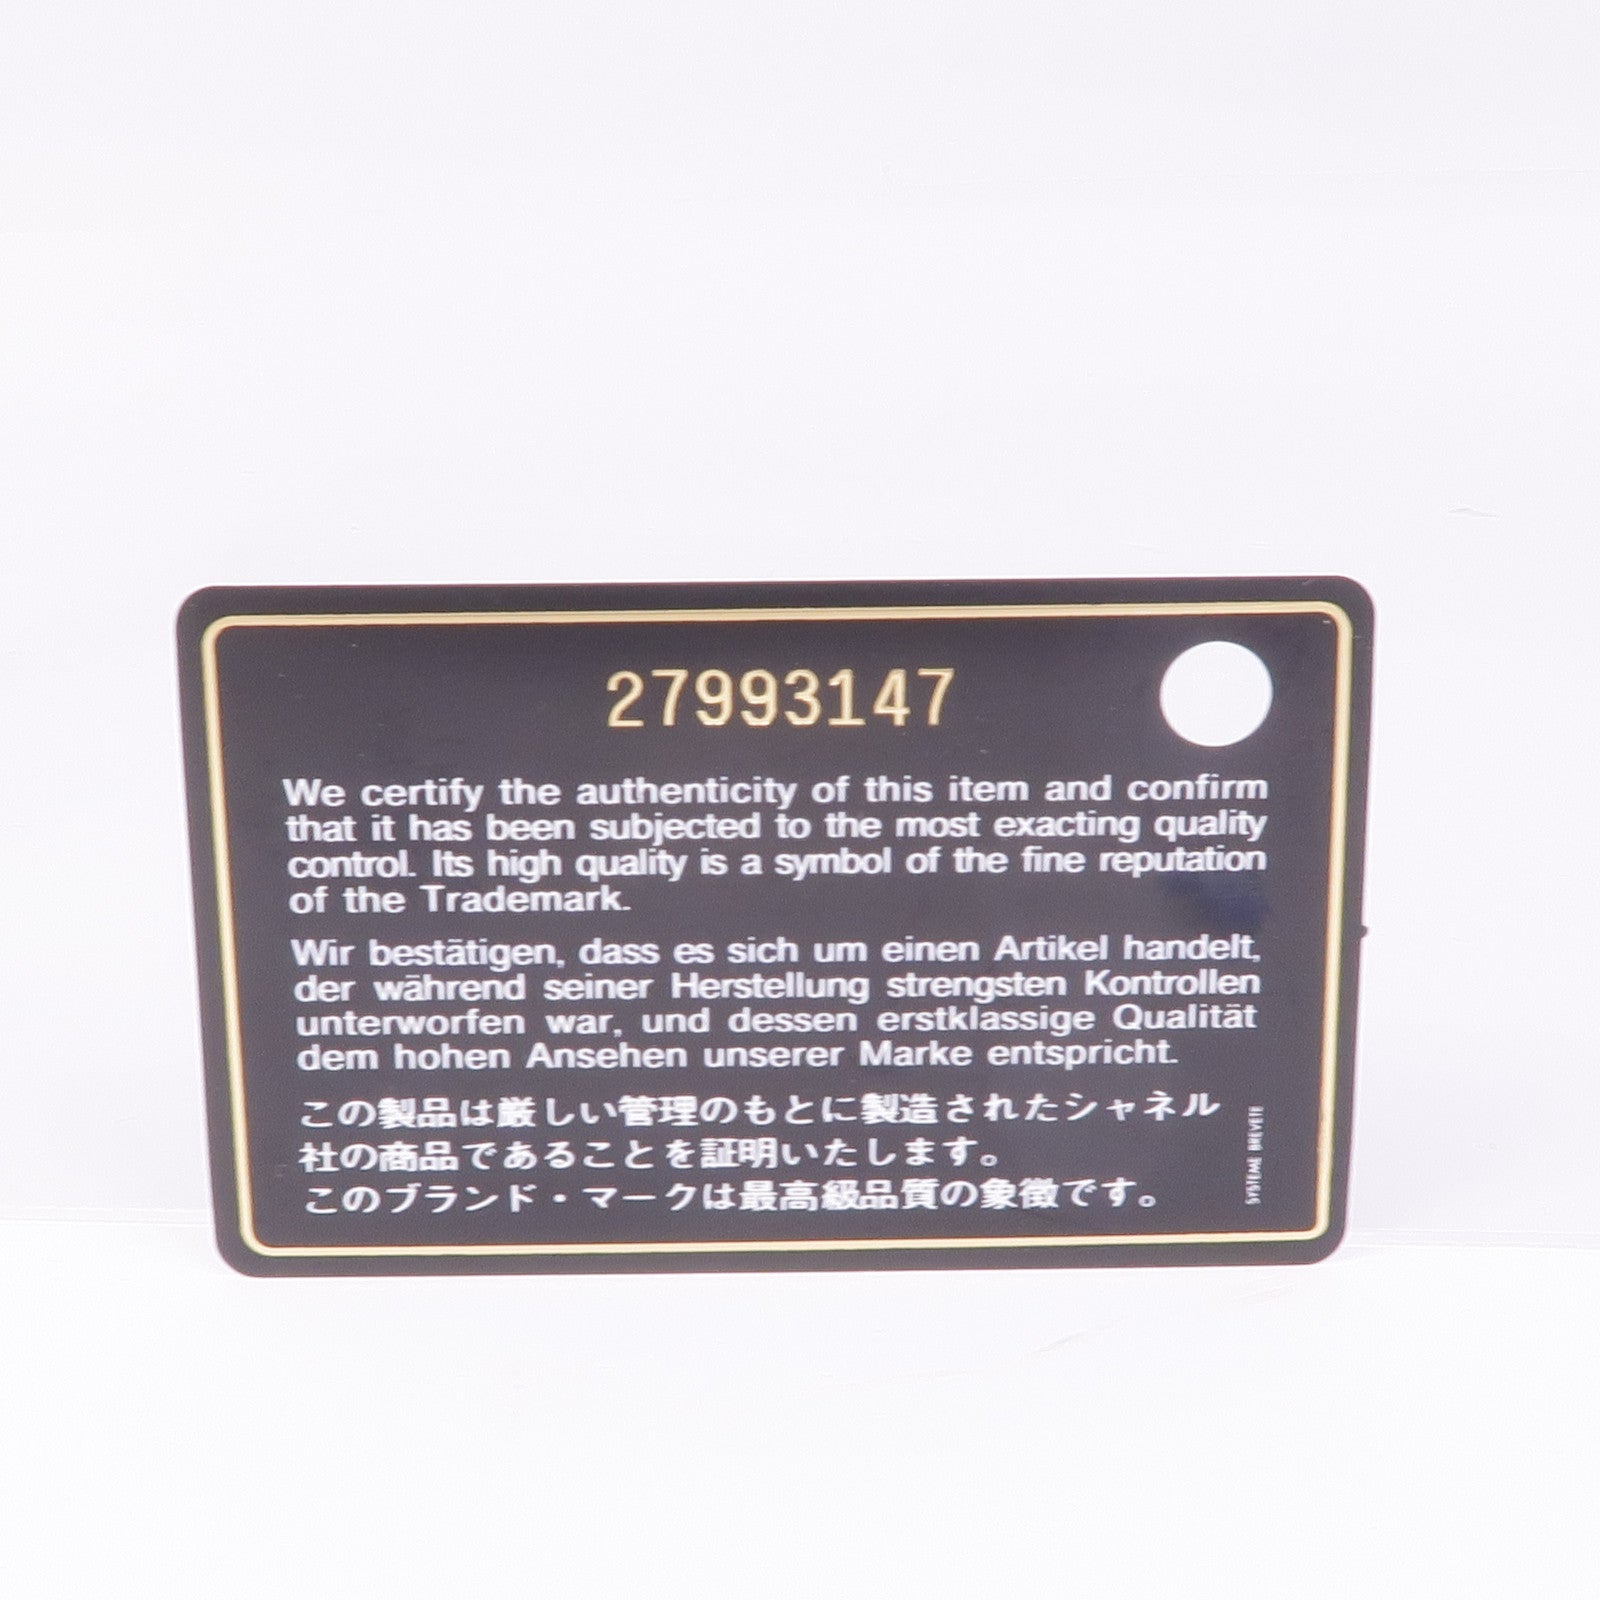 27993147
We certify the authenticity of this item and confirm
that it has been subjected to the most exacting quality
control. Its high quality is a symbol of the fine reputation
of the Trademark.
Wir bestätigen, dass es sich um einen Artikel handelt,
der während seiner Herstellung strengsten Kontrollen
unterworfen war, und dessen erstklassige Qualität
dem hohen Ansehen unserer Marke entspricht.
この製品は厳しい管理のもとに製造されたシャネル
社の商品であることを証明いたします。
このブランド・マークは最高級品質の象徴です。
SYSTEME BREVETE